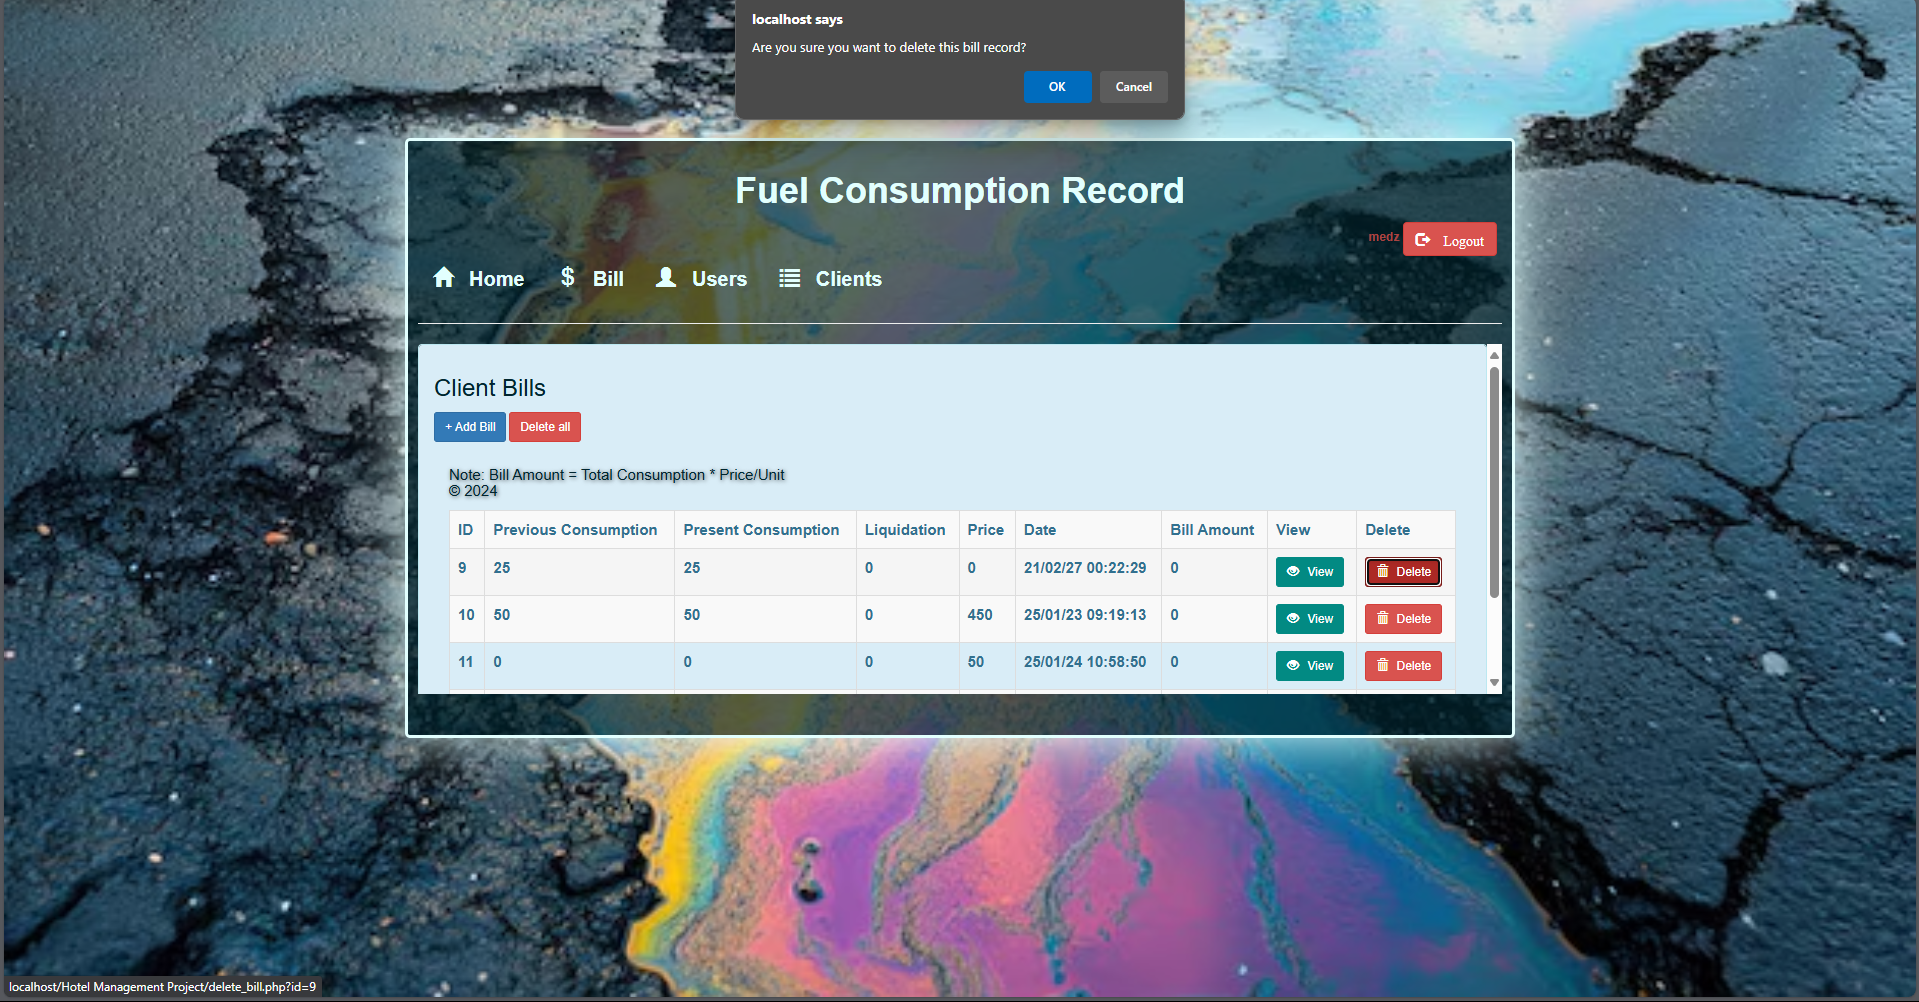 localhost says
Are you sure you want to delete this bill record?
OK Cancel
Fuel Consumption Record
medz Logout
Home $ Bill Users Clients
Client Bills
+ Add Bill Delete all
Note: Bill Amount = Total Consumption * Price/Unit
© 2024
ID Previous Consumption Present Consumption Liquidation Price Date Bill Amount View Delete
9 25 25 0 0 21/02/27 00:22:29 0 View Delete
10 50 50 0 450 25/01/23 09:19:13 0 View Delete
11 0 0 0 50 25/01/24 10:58:50 0 View Delete
localhost/Hotel Management Project/delete_bill.php?id=9